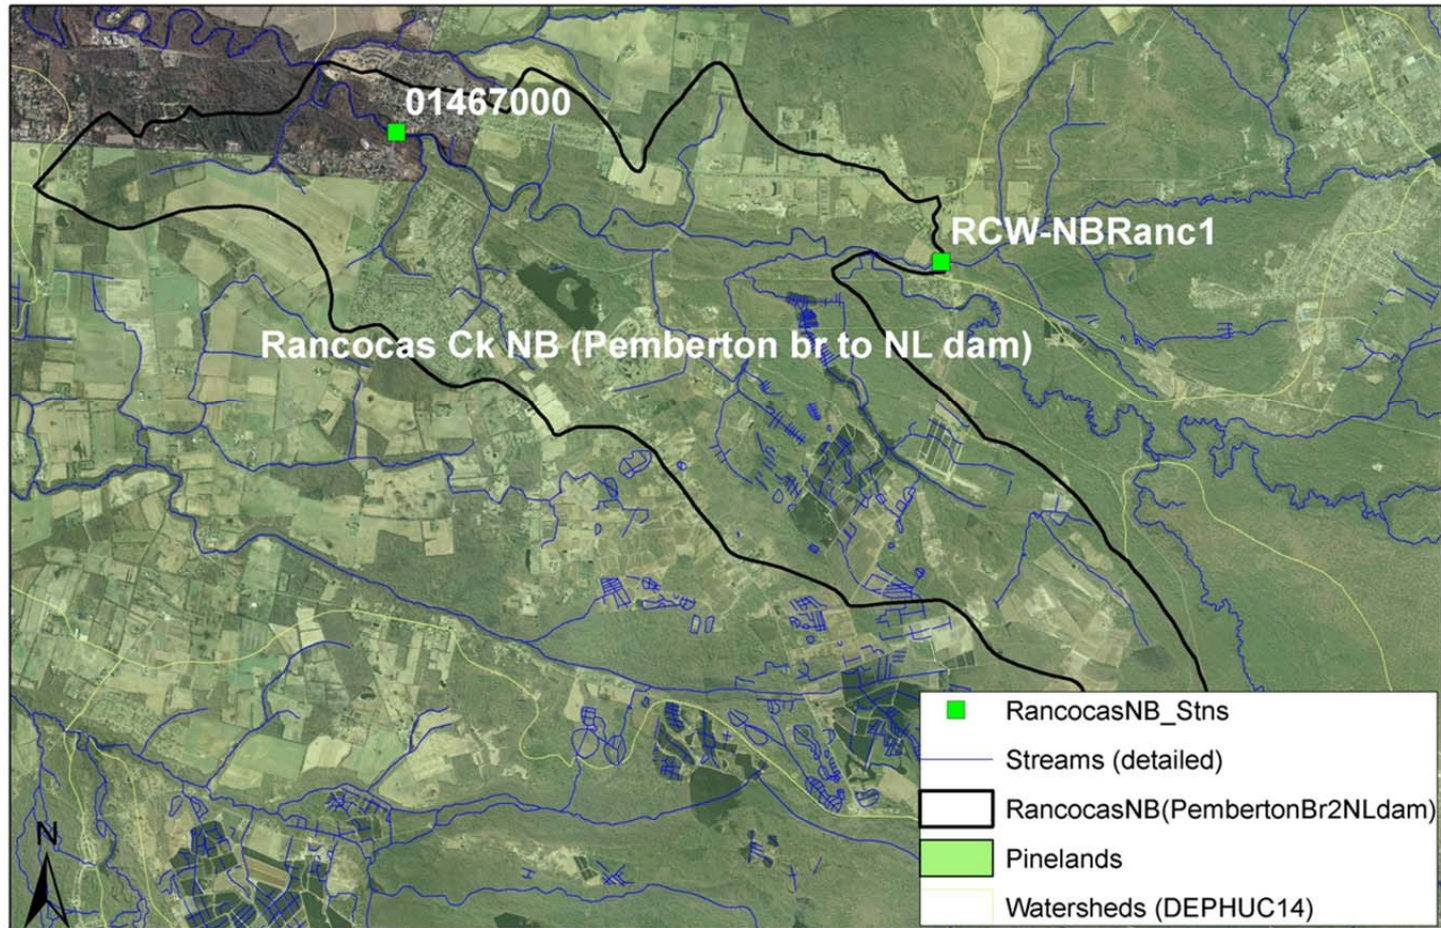 01467000
RCW-NBRanc1
Rancocas Ck NB (Pemberton br to NL dam)
RancocasNB_Stns
Streams (detailed)
RancocasNB(PembertonBr2NLdam)
Pinelands
Watersheds (DEPHUC14)
N